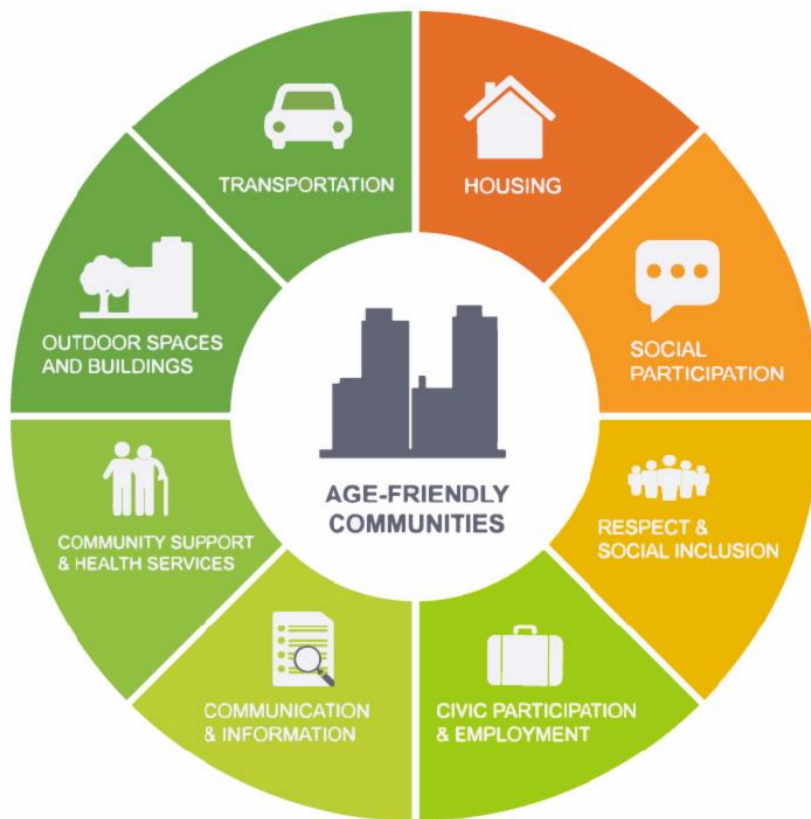 TRANSPORTATION
HOUSING
SOCIAL
PARTICIPATION
RESPECT &
SOCIAL INCLUSION
CIVIC PARTICIPATION
& EMPLOYMENT
COMMUNICATION
& INFORMATION
COMMUNITY SUPPORT
& HEALTH SERVICES
OUTDOOR SPACES
AND BUILDINGS
AGE-FRIENDLY
COMMUNITIES